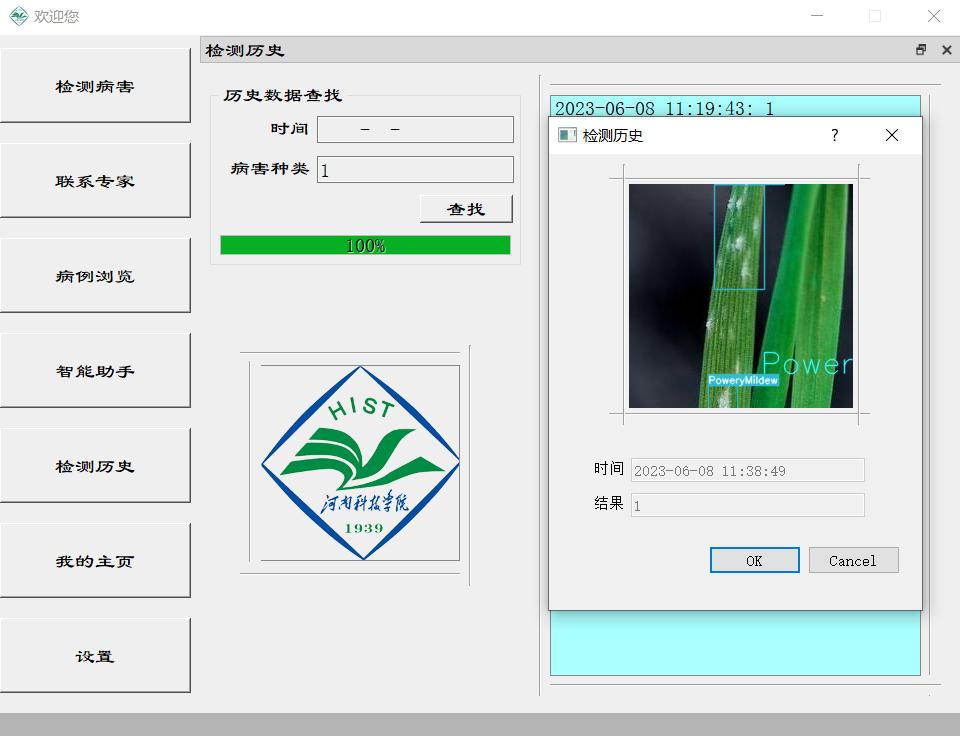 欢迎您
检测病害
联系专家
病例浏览
智能助手
检测历史
我的主页
设置
检测历史
历史数据查找
时间 - -
病害种类 1
查找
100%
HIST
河南科技学院
1939
2023-06-08 11:19:43: 1
检测历史 ?
Power
PoweryMildew
时间 2023-06-08 11:38:49
结果 1
OK Cancel